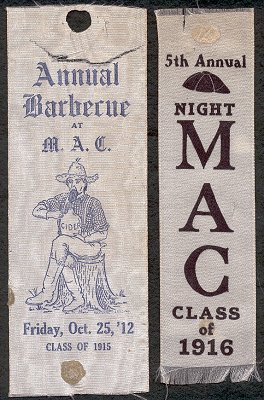 Annual
Barbecue
AT
M. A. C.
CIDER
Friday, Oct. 25, '12
CLASS OF 1915
5th Annual
NIGHT
M
A
C
CLASS
of
1916